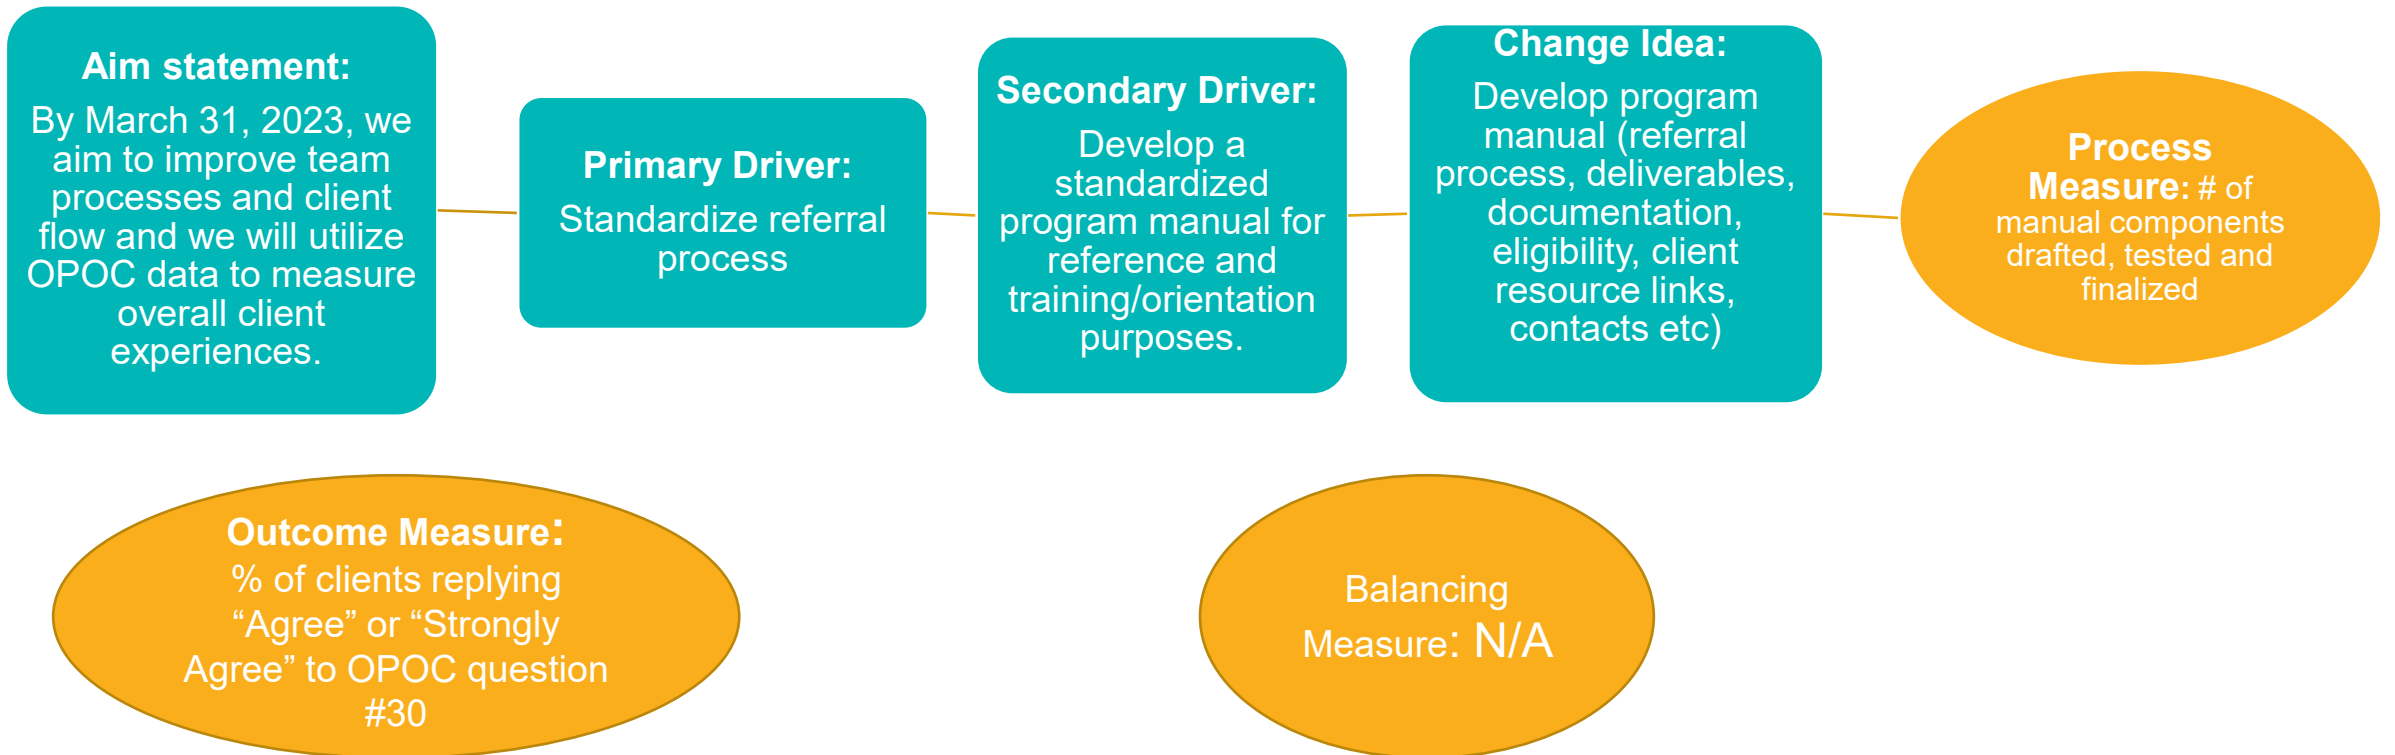 Aim statement:
By March 31, 2023, we
aim to improve team
processes and client
flow and we will utilize
OPOC data to measure
overall client
experiences.
Primary Driver:
Standardize referral
process
Secondary Driver:
Develop a
standardized
program manual for
reference and
training/orientation
purposes.
Change Idea:
Develop program
manual (referral
process, deliverables,
documentation,
eligibility, client
resource links,
contacts etc)
Process
Measure: # of
manual components
drafted, tested and
finalized
Outcome Measure:
% of clients replying
“Agree” or “Strongly
Agree” to OPOC question
#30
Balancing
Measure: N/A